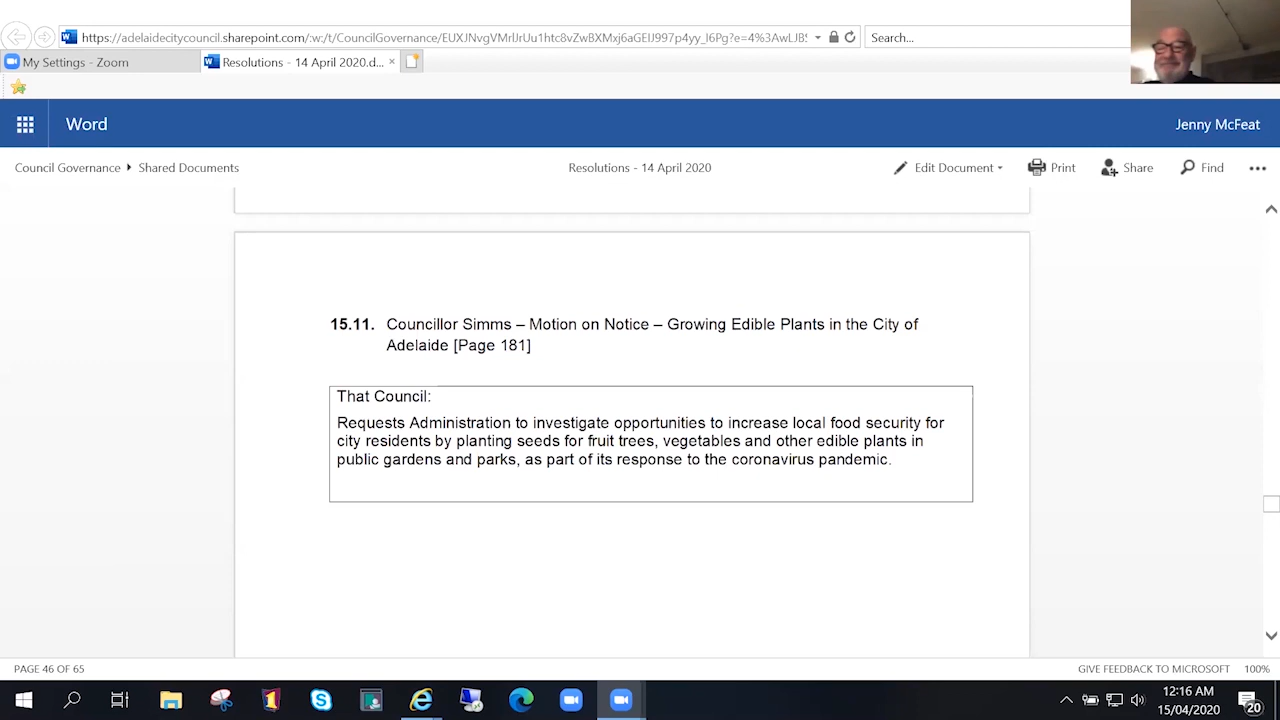 https://adelaidecitycouncil.sharepoint.com/:w:/t/CouncilGovernance/ Search...
My Settings - Zoom Resolutions - 14 April 2020.d...
Word Jenny McFeat
Council Governance Shared Documents Resolutions - 14 April 2020 Edit Document Print Share Find
15.11. Councillor Simms – Motion on Notice – Growing Edible Plants in the City of
Adelaide [Page 181]
That Council:
Requests Administration to investigate opportunities to increase local food security for
city residents by planting seeds for fruit trees, vegetables and other edible plants in
public gardens and parks, as part of its response to the coronavirus pandemic.
PAGE 46 OF 65 GIVE FEEDBACK TO MICROSOFT 100%
12:16 AM
15/04/2020 20